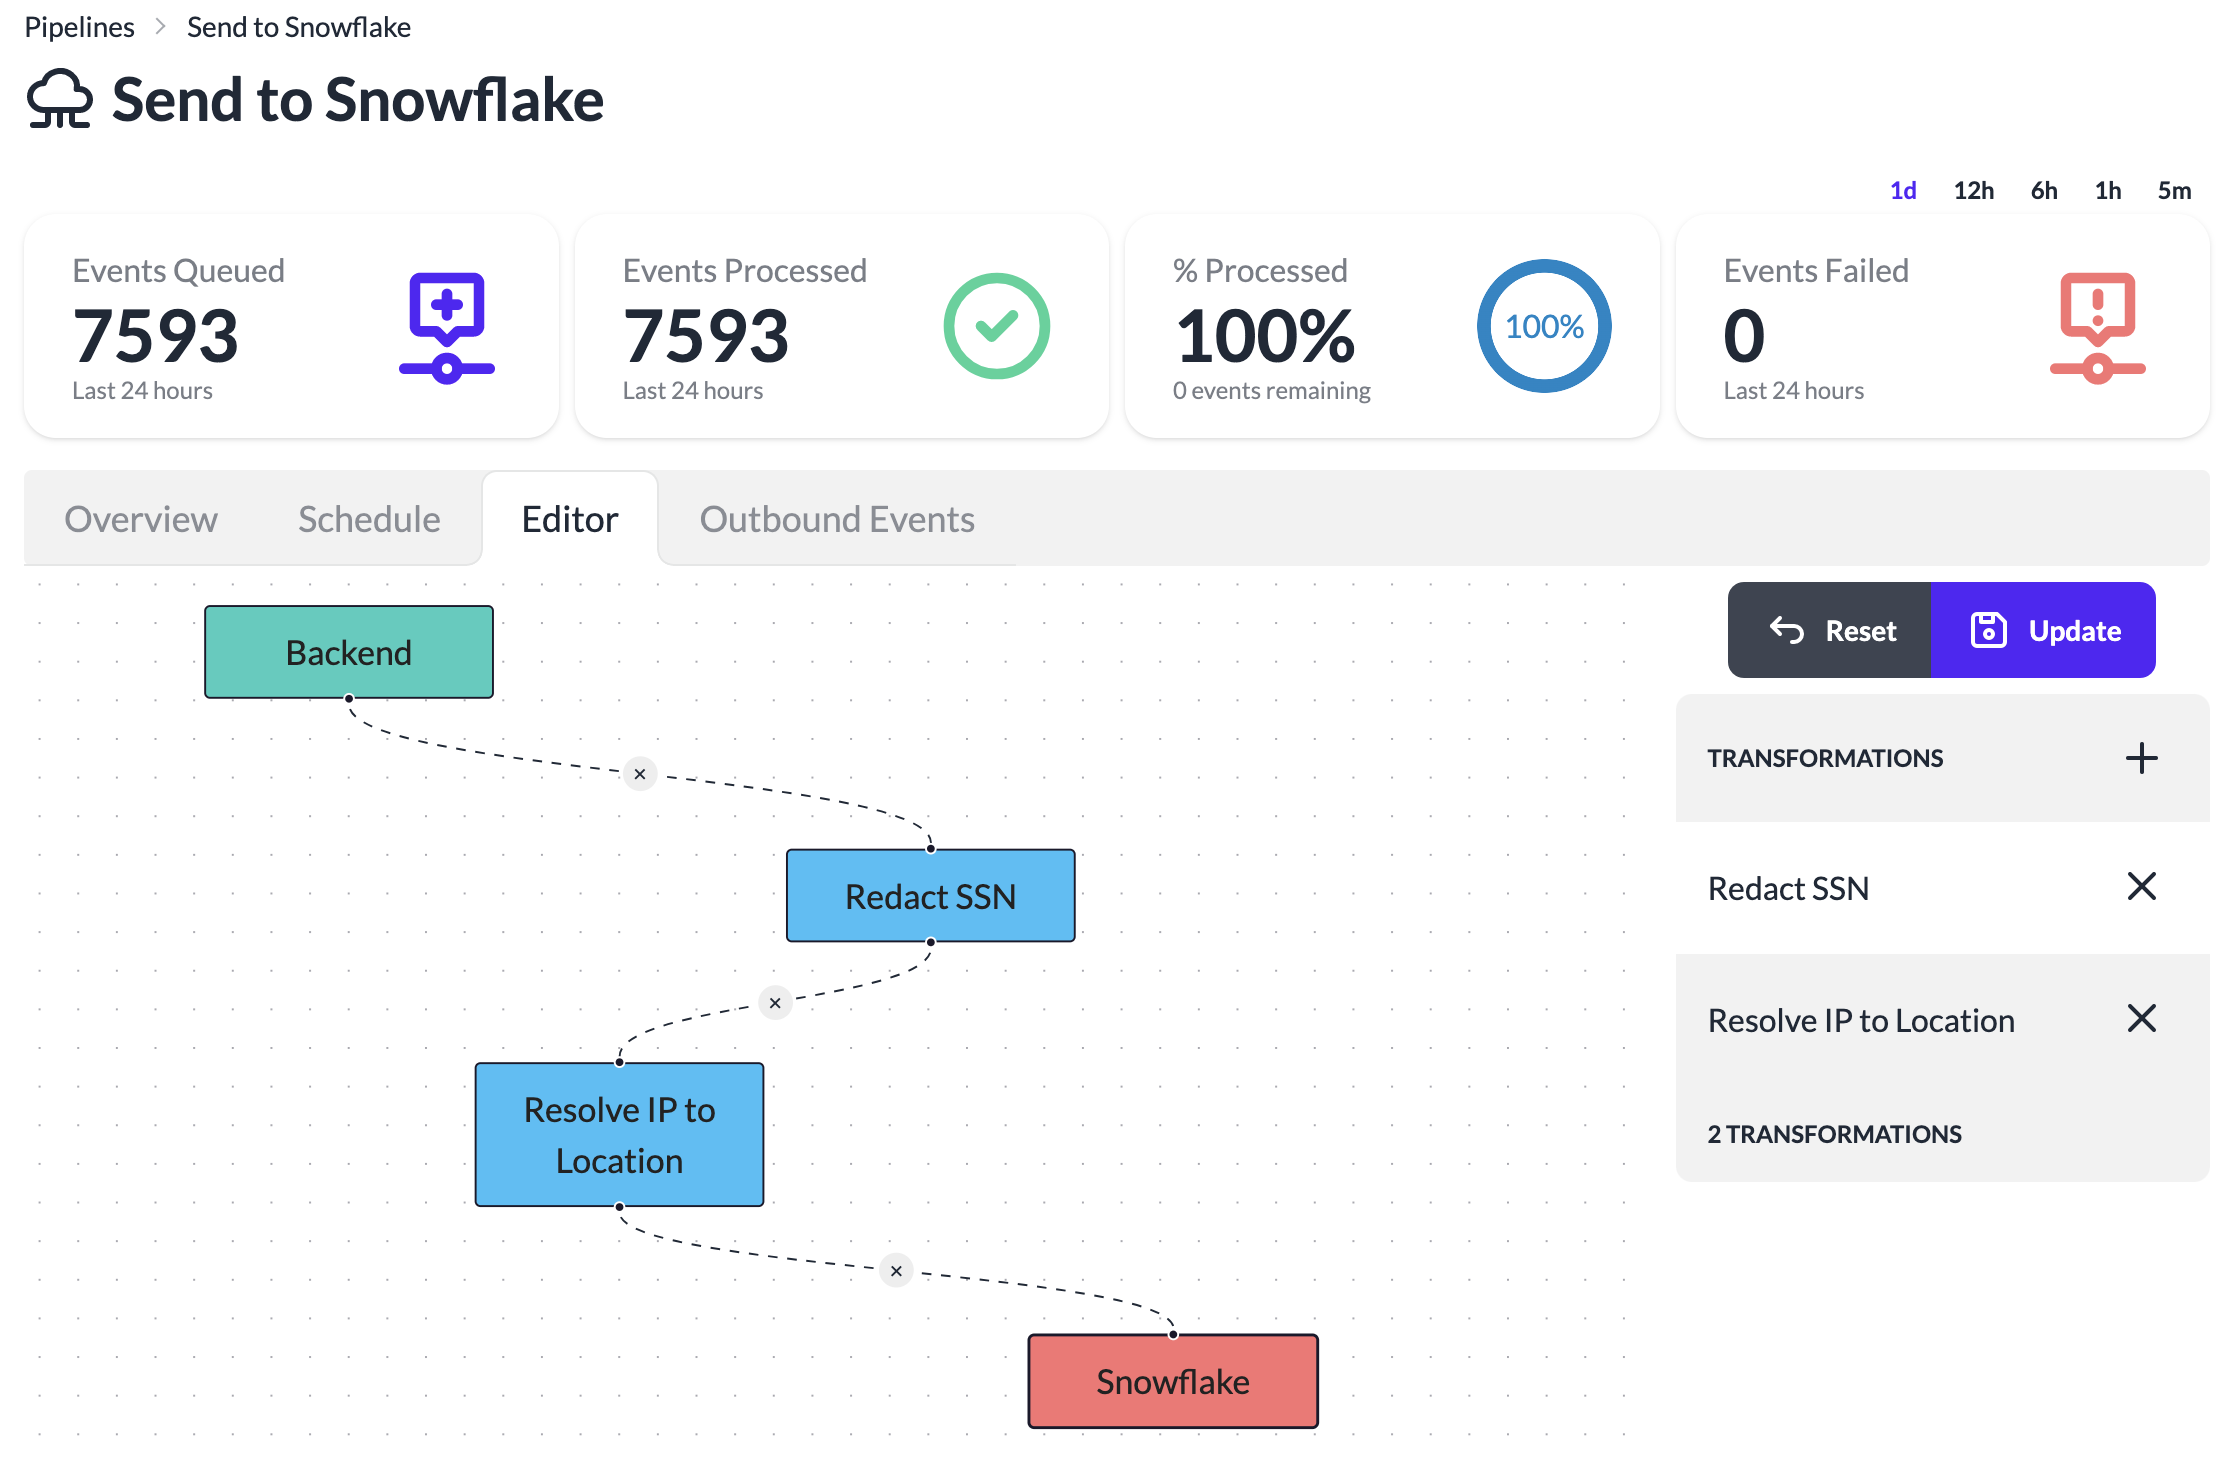 Pipelines > Send to Snowflake
Send to Snowflake
1d 12h 6h 1h 5m
Events Queued
7593
Last 24 hours
Events Processed
7593
Last 24 hours
% Processed
100%
0 events remaining
100%
Events Failed
0
Last 24 hours
Overview Schedule Editor Outbound Events
Backend
Redact SSN
Resolve IP to
Location
Snowflake
Reset Update
TRANSFORMATIONS
Redact SSN
Resolve IP to Location
2 TRANSFORMATIONS